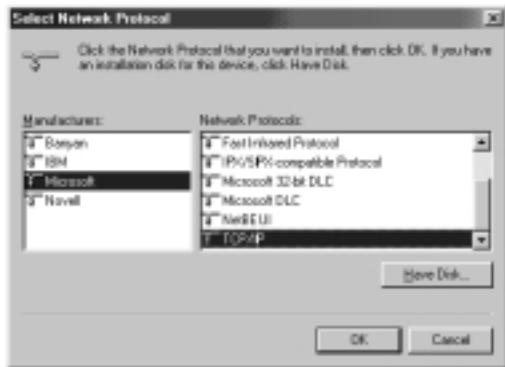 Select Network Protocol
Click the Network Protocol that you want to install, then click OK. If you have
an installation disk for this device, click Have Disk.
Manufacturers:
Banyan
IBM
Microsoft
Novell
Network Protocols:
Fast Infrared Protocol
IPX/SPX-compatible Protocol
Microsoft 32-bit DLC
Microsoft DLC
NetBEUI
TCP/IP
Have Disk...
OK
Cancel